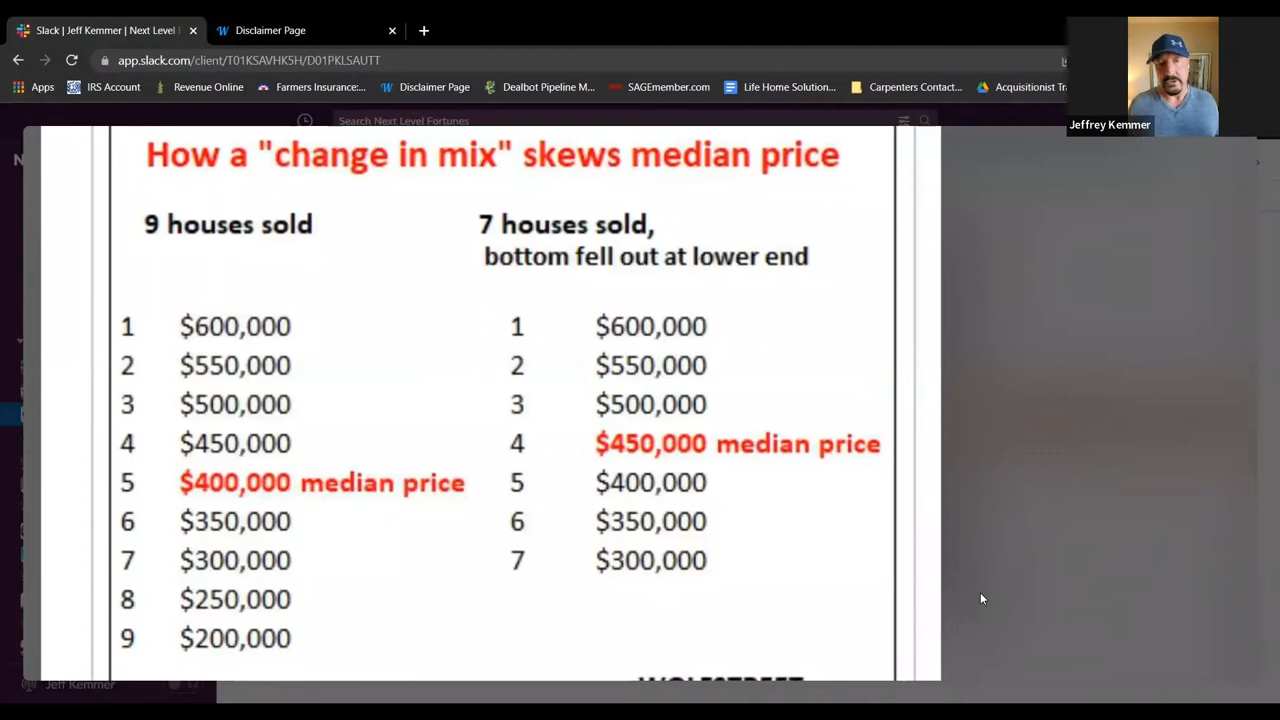 Slack | Jeff Kemmer | Next Level F
Disclaimer Page
app.slack.com/client/T01KSAVHK5H/D01PKLSAUTT
Apps
IRS Account
Revenue Online
Farmers Insurance:...
Disclaimer Page
Dealbot Pipeline M...
SAGEmember.com
Life Home Solution...
Carpenters Contact...
Acquisitionist Tra
Jeffrey Kemmer
Search Next Level Fortunes
How a "change in mix" skews median price
9 houses sold
7 houses sold,
bottom fell out at lower end
1 $600,000 1 $600,000
2 $550,000 2 $550,000
3 $500,000 3 $500,000
4 $450,000 4 $450,000 median price
5 $400,000 median price 5 $400,000
6 $350,000 6 $350,000
7 $300,000 7 $300,000
8 $250,000
9 $200,000
WOLFSTREET
Jeff Kemmer